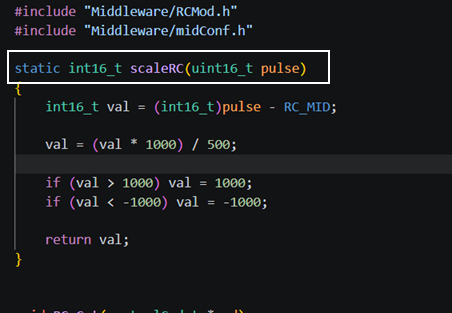 #include "Middleware/RCMod.h"
#include "Middleware/midConf.h"
static int16_t scaleRC(uint16_t pulse)
{
int16_t val = (int16_t)pulse - RC_MID;
val = (val * 1000) / 500;
if (val > 1000) val = 1000;
if (val < -1000) val = -1000;
return val;
}